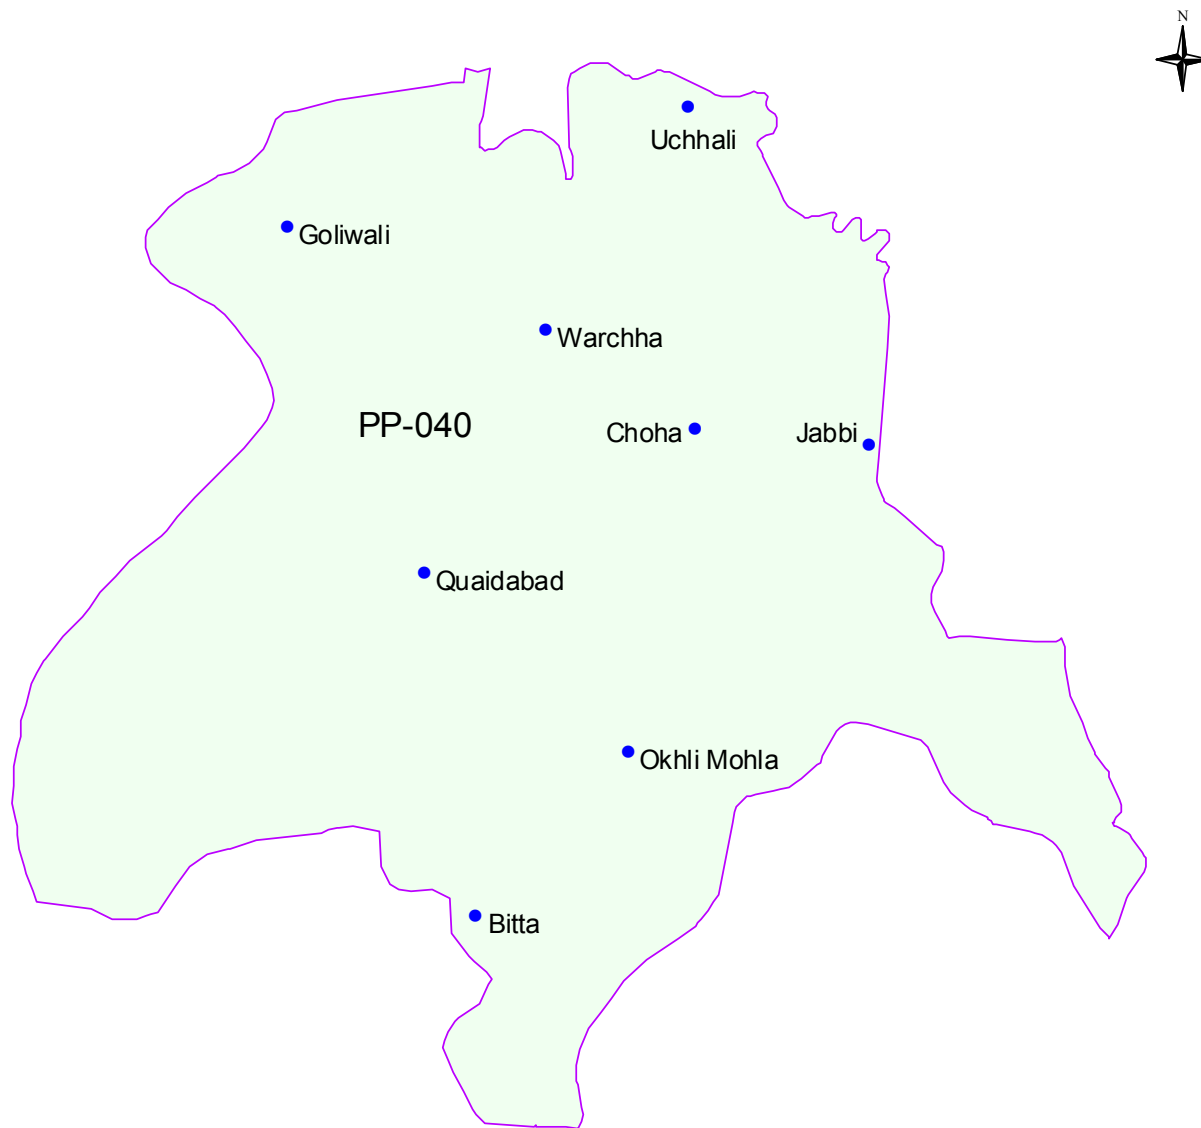 N
Uchhali
Goliwali
Warchha
PP-040
Choha
Jabbi
Quaidabad
Okhli Mohla
Bitta